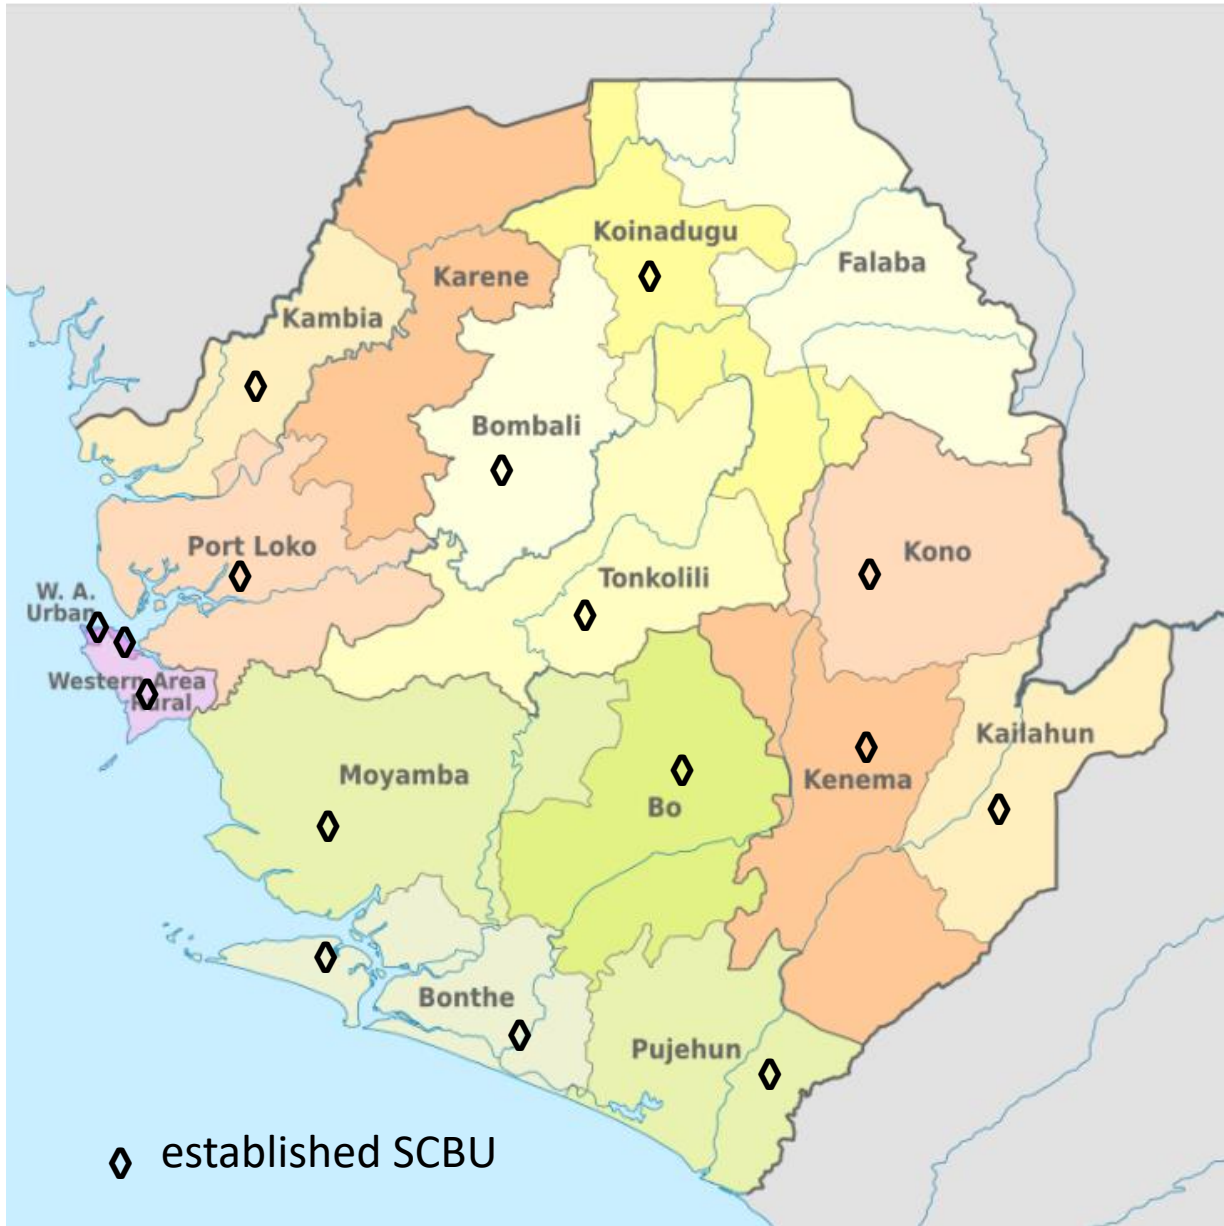 Koinadugu
Falaba
Karene
Kambia
Bombali
Port Loko
Kono
Tonkolili
W. A.
Urban
Western Area
Rural
Kailahun
Moyamba
Kenema
Bo
Bonthe
Pujehun
established SCBU